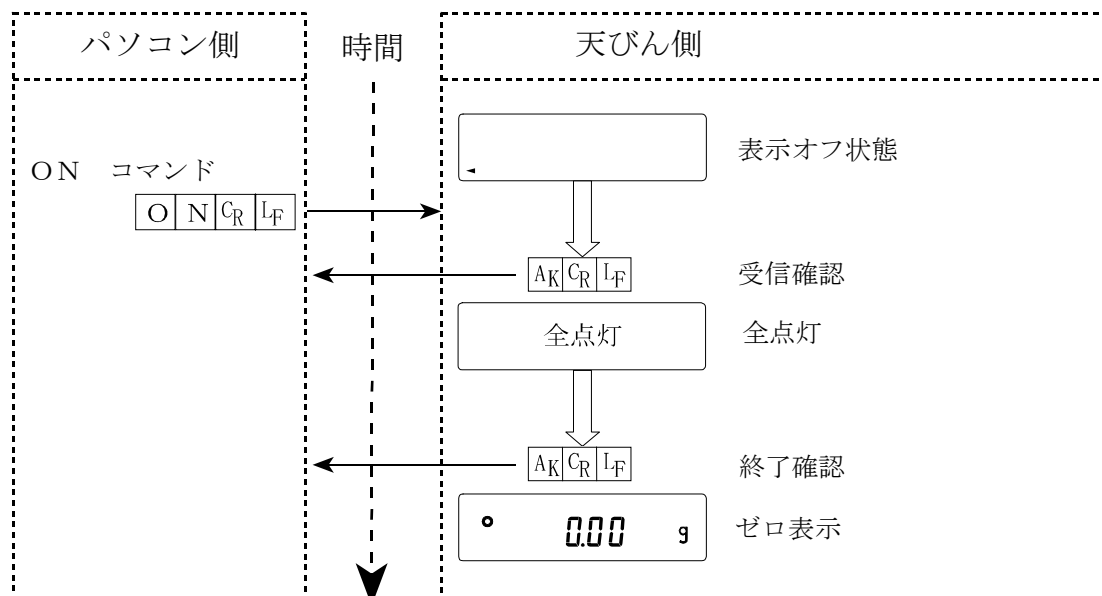 パソコン側
時間
天びん側
表示オフ状態
ＯＮ　コマンド
O N CR LF
AK CR LF
受信確認
全点灯
全点灯
AK CR LF
終了確認
0.00 g
ゼロ表示